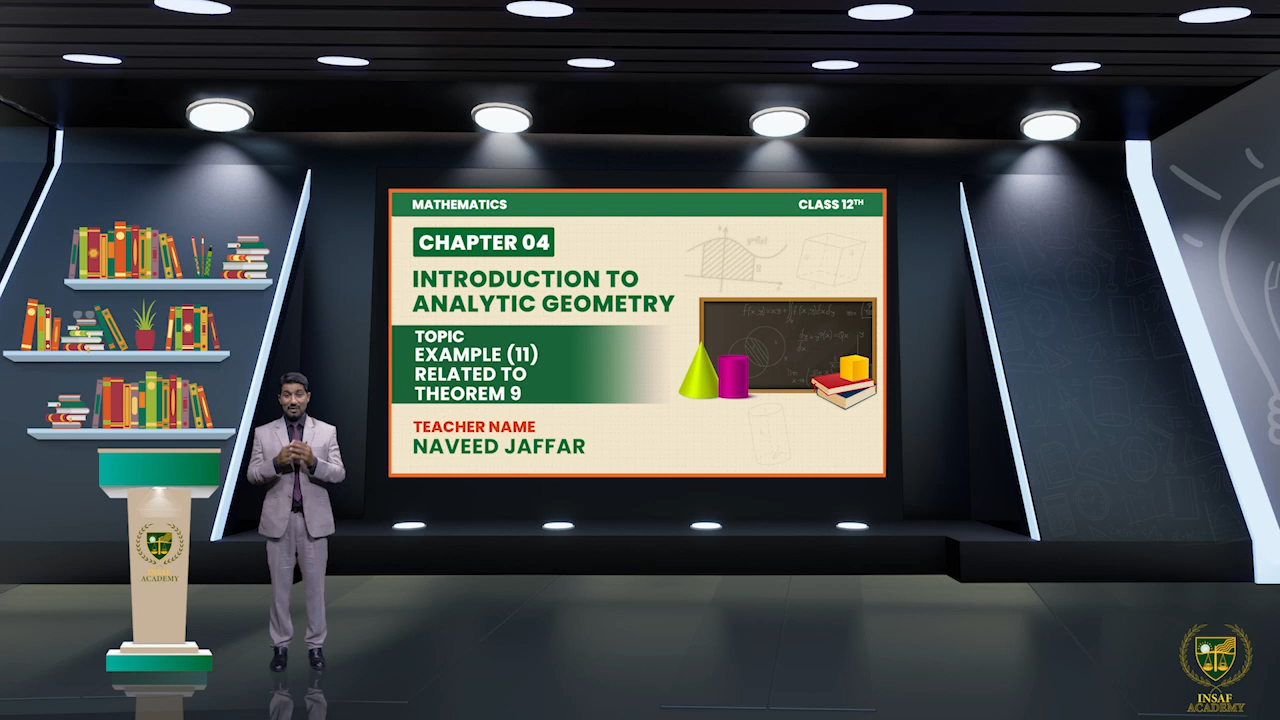 MATHEMATICS
CLASS 12TH
CHAPTER 04
INTRODUCTION TO
ANALYTIC GEOMETRY
TOPIC
EXAMPLE (11)
RELATED TO
THEOREM 9
TEACHER NAME
NAVEED JAFFAR
INSAF
ACADEMY
INSAF
ACADEMY